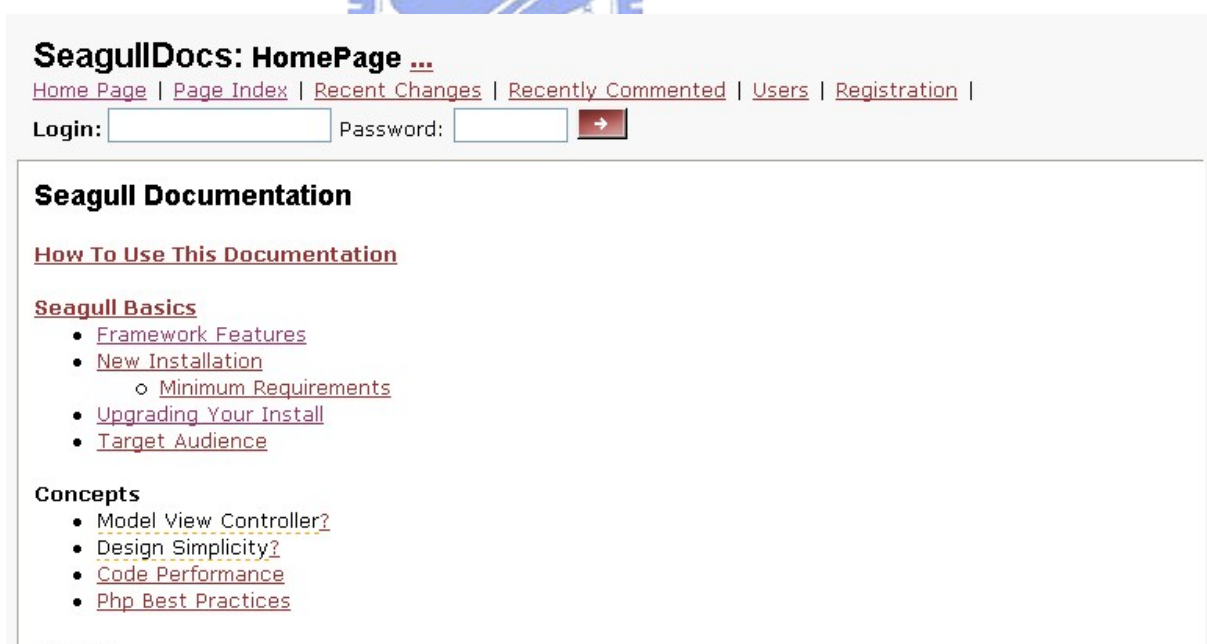 SeagullDocs: HomePage ...
Home Page | Page Index | Recent Changes | Recently Commented | Users | Registration |
Login: Password:
Seagull Documentation
How To Use This Documentation
Seagull Basics
• Framework Features
• New Installation
o Minimum Requirements
• Upgrading Your Install
• Target Audience
Concepts
• Model View Controller?
• Design Simplicity?
• Code Performance
• Php Best Practices